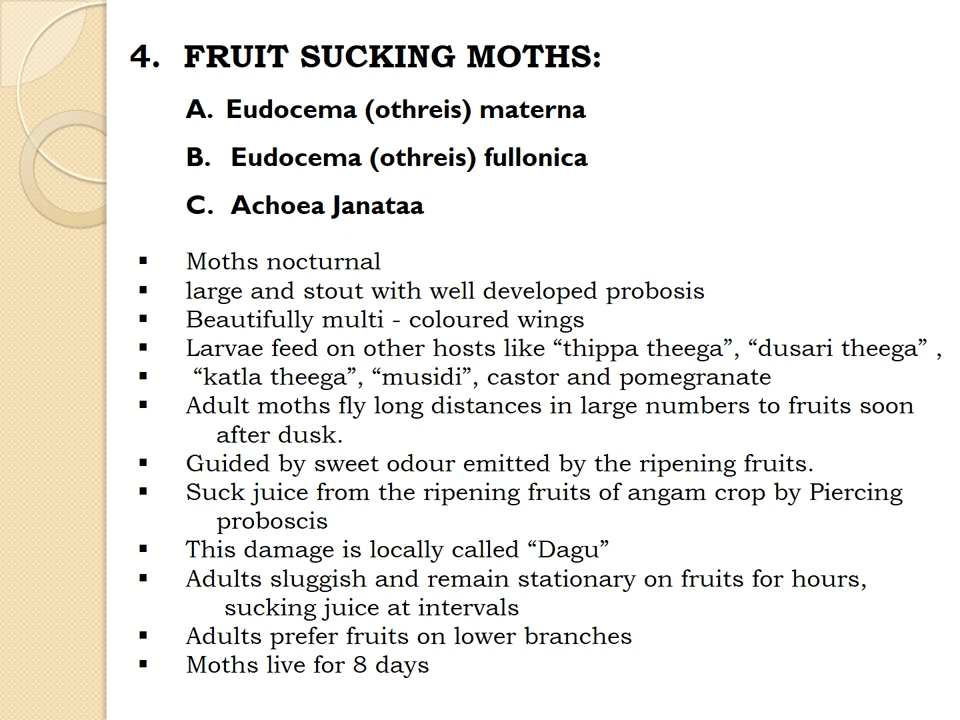 4. FRUIT SUCKING MOTHS:
A. Eudocema (othreis) materna
B. Eudocema (othreis) fullonica
C. Achoea Janataa
▪ Moths nocturnal
▪ large and stout with well developed probosis
▪ Beautifully multi - coloured wings
▪ Larvae feed on other hosts like “thippa theega”, “dusari theega” ,
▪ “katla theega”, “musidi”, castor and pomegranate
▪ Adult moths fly long distances in large numbers to fruits soon
after dusk.
▪ Guided by sweet odour emitted by the ripening fruits.
▪ Suck juice from the ripening fruits of angam crop by Piercing
proboscis
▪ This damage is locally called “Dagu”
▪ Adults sluggish and remain stationary on fruits for hours,
sucking juice at intervals
▪ Adults prefer fruits on lower branches
▪ Moths live for 8 days